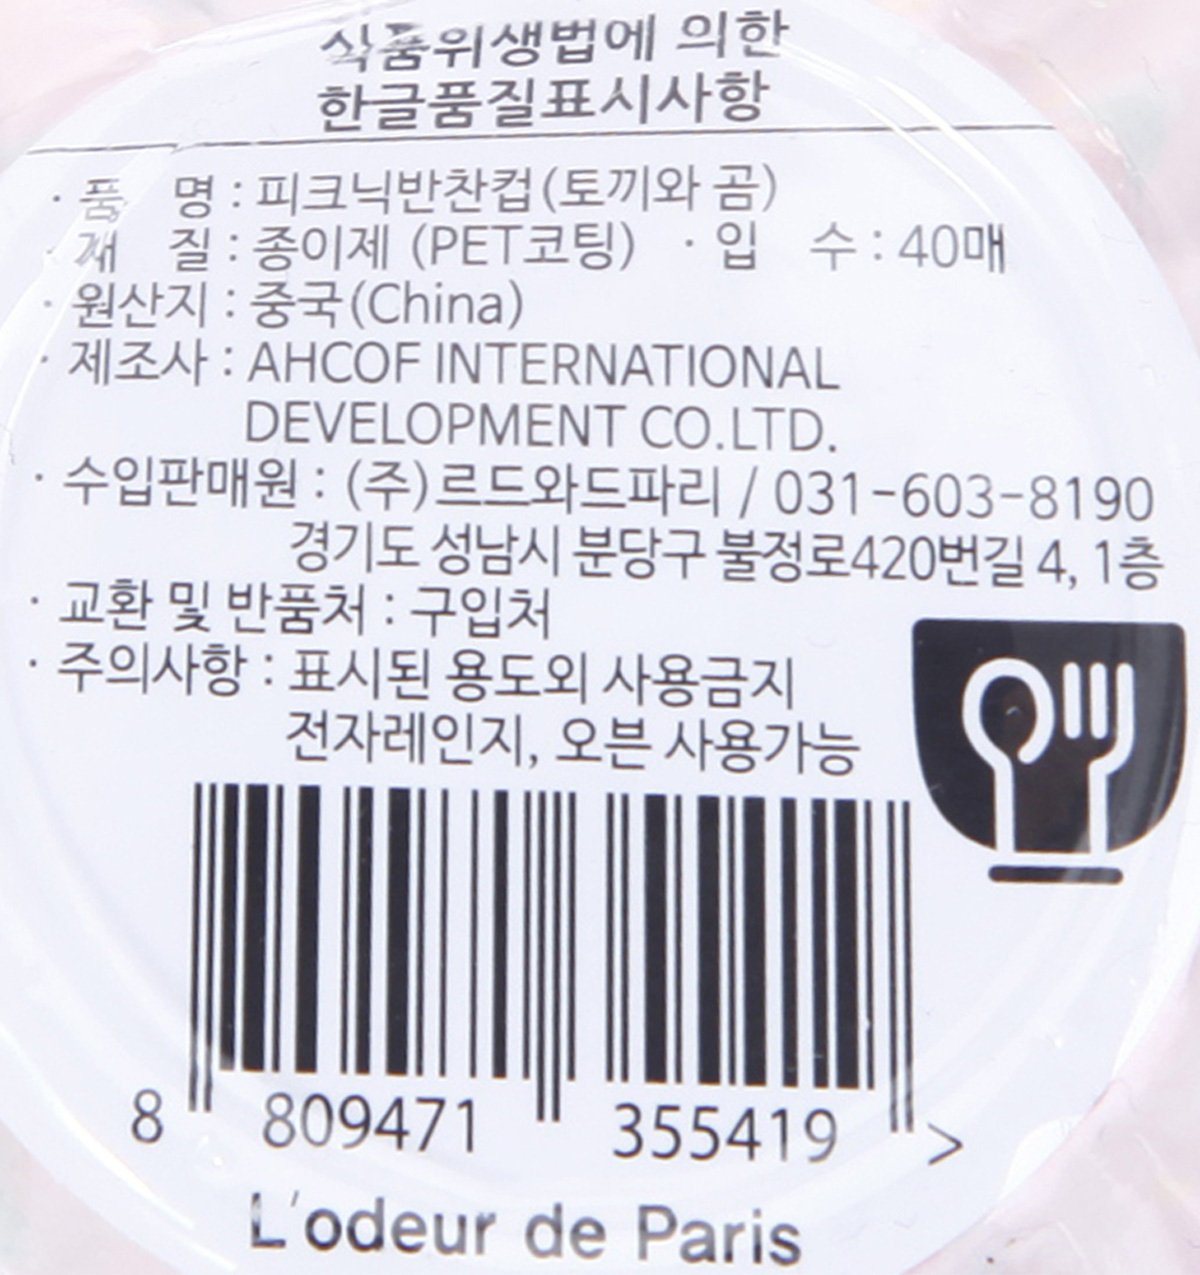 식품위생법에 의한
한글품질표시사항
· 품 명 : 피크닉반찬컵(토끼와 곰)
· 재 질 : 종이제 (PET코팅) · 입 수 : 40매
· 원산지 : 중국(China)
· 제조사 : AHCOF INTERNATIONAL
DEVELOPMENT CO.LTD.
· 수입판매원 : (주)르드와드파리 / 031-603-8190
경기도 성남시 분당구 불정로420번길 4, 1층
· 교환 및 반품처 : 구입처
· 주의사항 : 표시된 용도외 사용금지
전자레인지, 오븐 사용가능
8 809471 355419 >
L'odeur de Paris